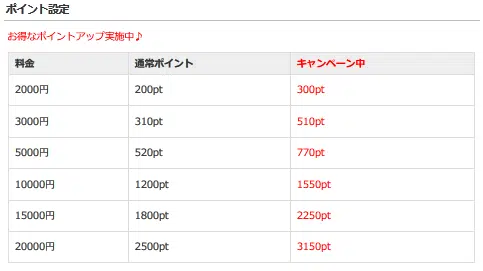 ポイント設定
お得なポイントアップ実施中♪
料金 通常ポイント キャンペーン中
2000円 200pt 300pt
3000円 310pt 510pt
5000円 520pt 770pt
10000円 1200pt 1550pt
15000円 1800pt 2250pt
20000円 2500pt 3150pt